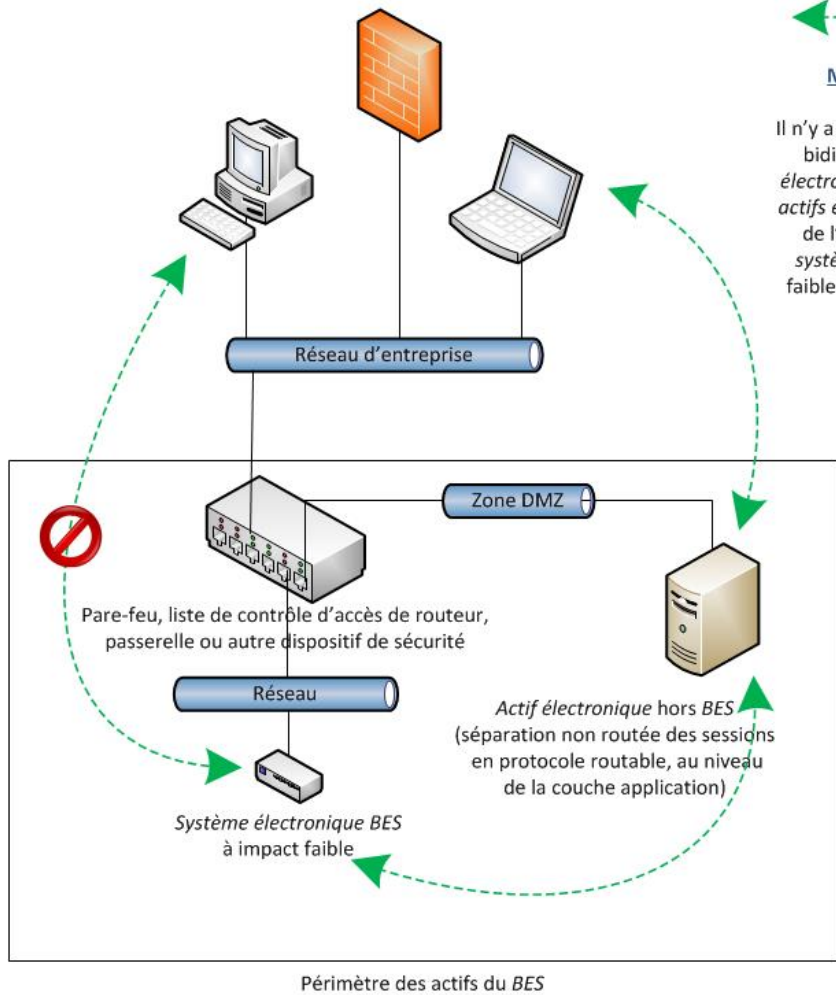 Il n'y a
bidi
électro
actifs e
de l'
systè
faible
Réseau d'entreprise
Zone DMZ
Pare-feu, liste de contrôle d'accès de routeur,
passerelle ou autre dispositif de sécurité
Réseau
Actif électronique hors BES
(séparation non routée des sessions
en protocole routable, au niveau
de la couche application)
Système électronique BES
à impact faible
Périmètre des actifs du BES